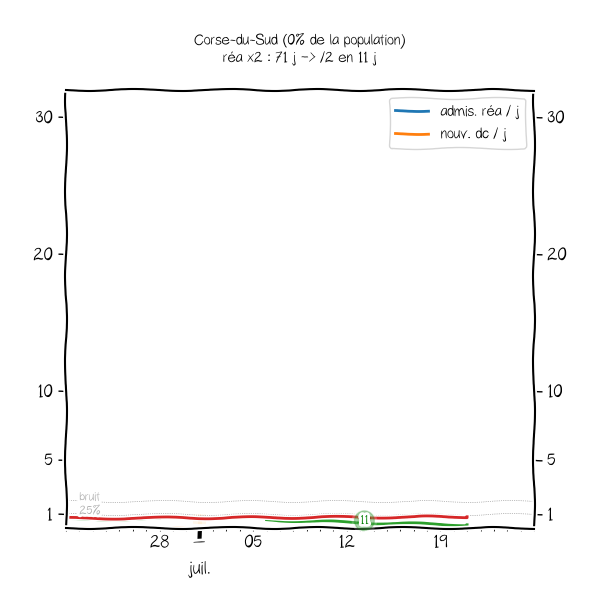 Corse-du-Sud (0% de la population)
réa x2 : 71 j -> /2 en 11 j
admis. réa / j
nouv. dc / j
30
30
20
20
10
10
5
5
bruit
25%
1
1
11
28
1
05
12
19
juil.